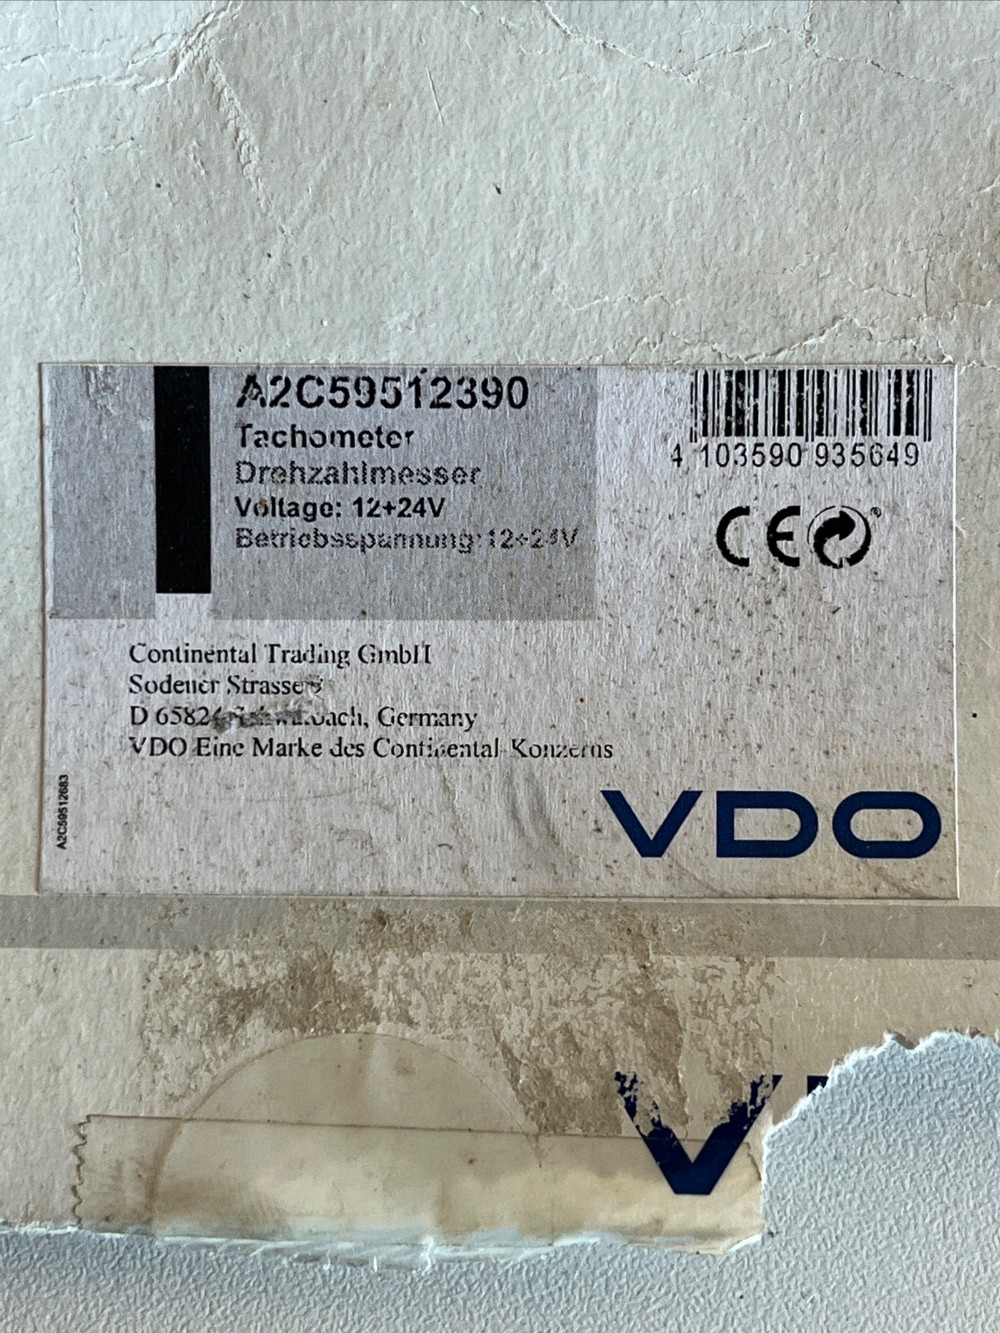 A2C59512390
Tachometer
Drehzahlmesser
Voltage: 12+24V
Betriebsspannung: 12+24V
4 103590 935649
CE
Continental Trading GmbH
Sodener Strasse
D 65824 Schwalbach, Germany
VDO Eine Marke des Continental-Konzerns
A2C59512683
VDO
V